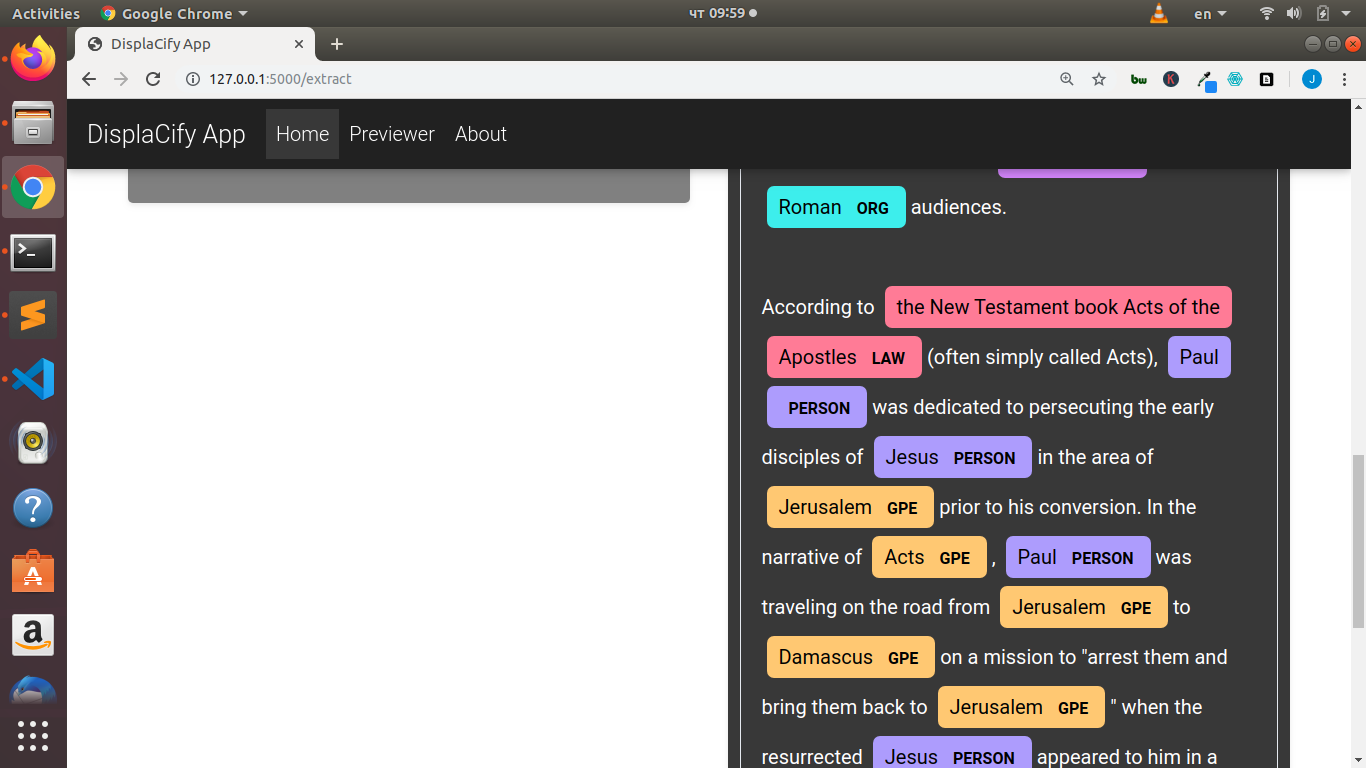 Activities Google Chrome чт 09:59 en
DisplaCify App
127.0.0.1:5000/extract bw K b J
DisplaCify App Home Previewer About
Roman ORG audiences.
According to the New Testament book Acts of the
Apostles LAW (often simply called Acts), Paul
PERSON was dedicated to persecuting the early
disciples of Jesus PERSON in the area of
Jerusalem GPE prior to his conversion. In the
narrative of Acts GPE , Paul PERSON was
traveling on the road from Jerusalem GPE to
Damascus GPE on a mission to "arrest them and
bring them back to Jerusalem GPE " when the
resurrected Jesus PERSON appeared to him in a